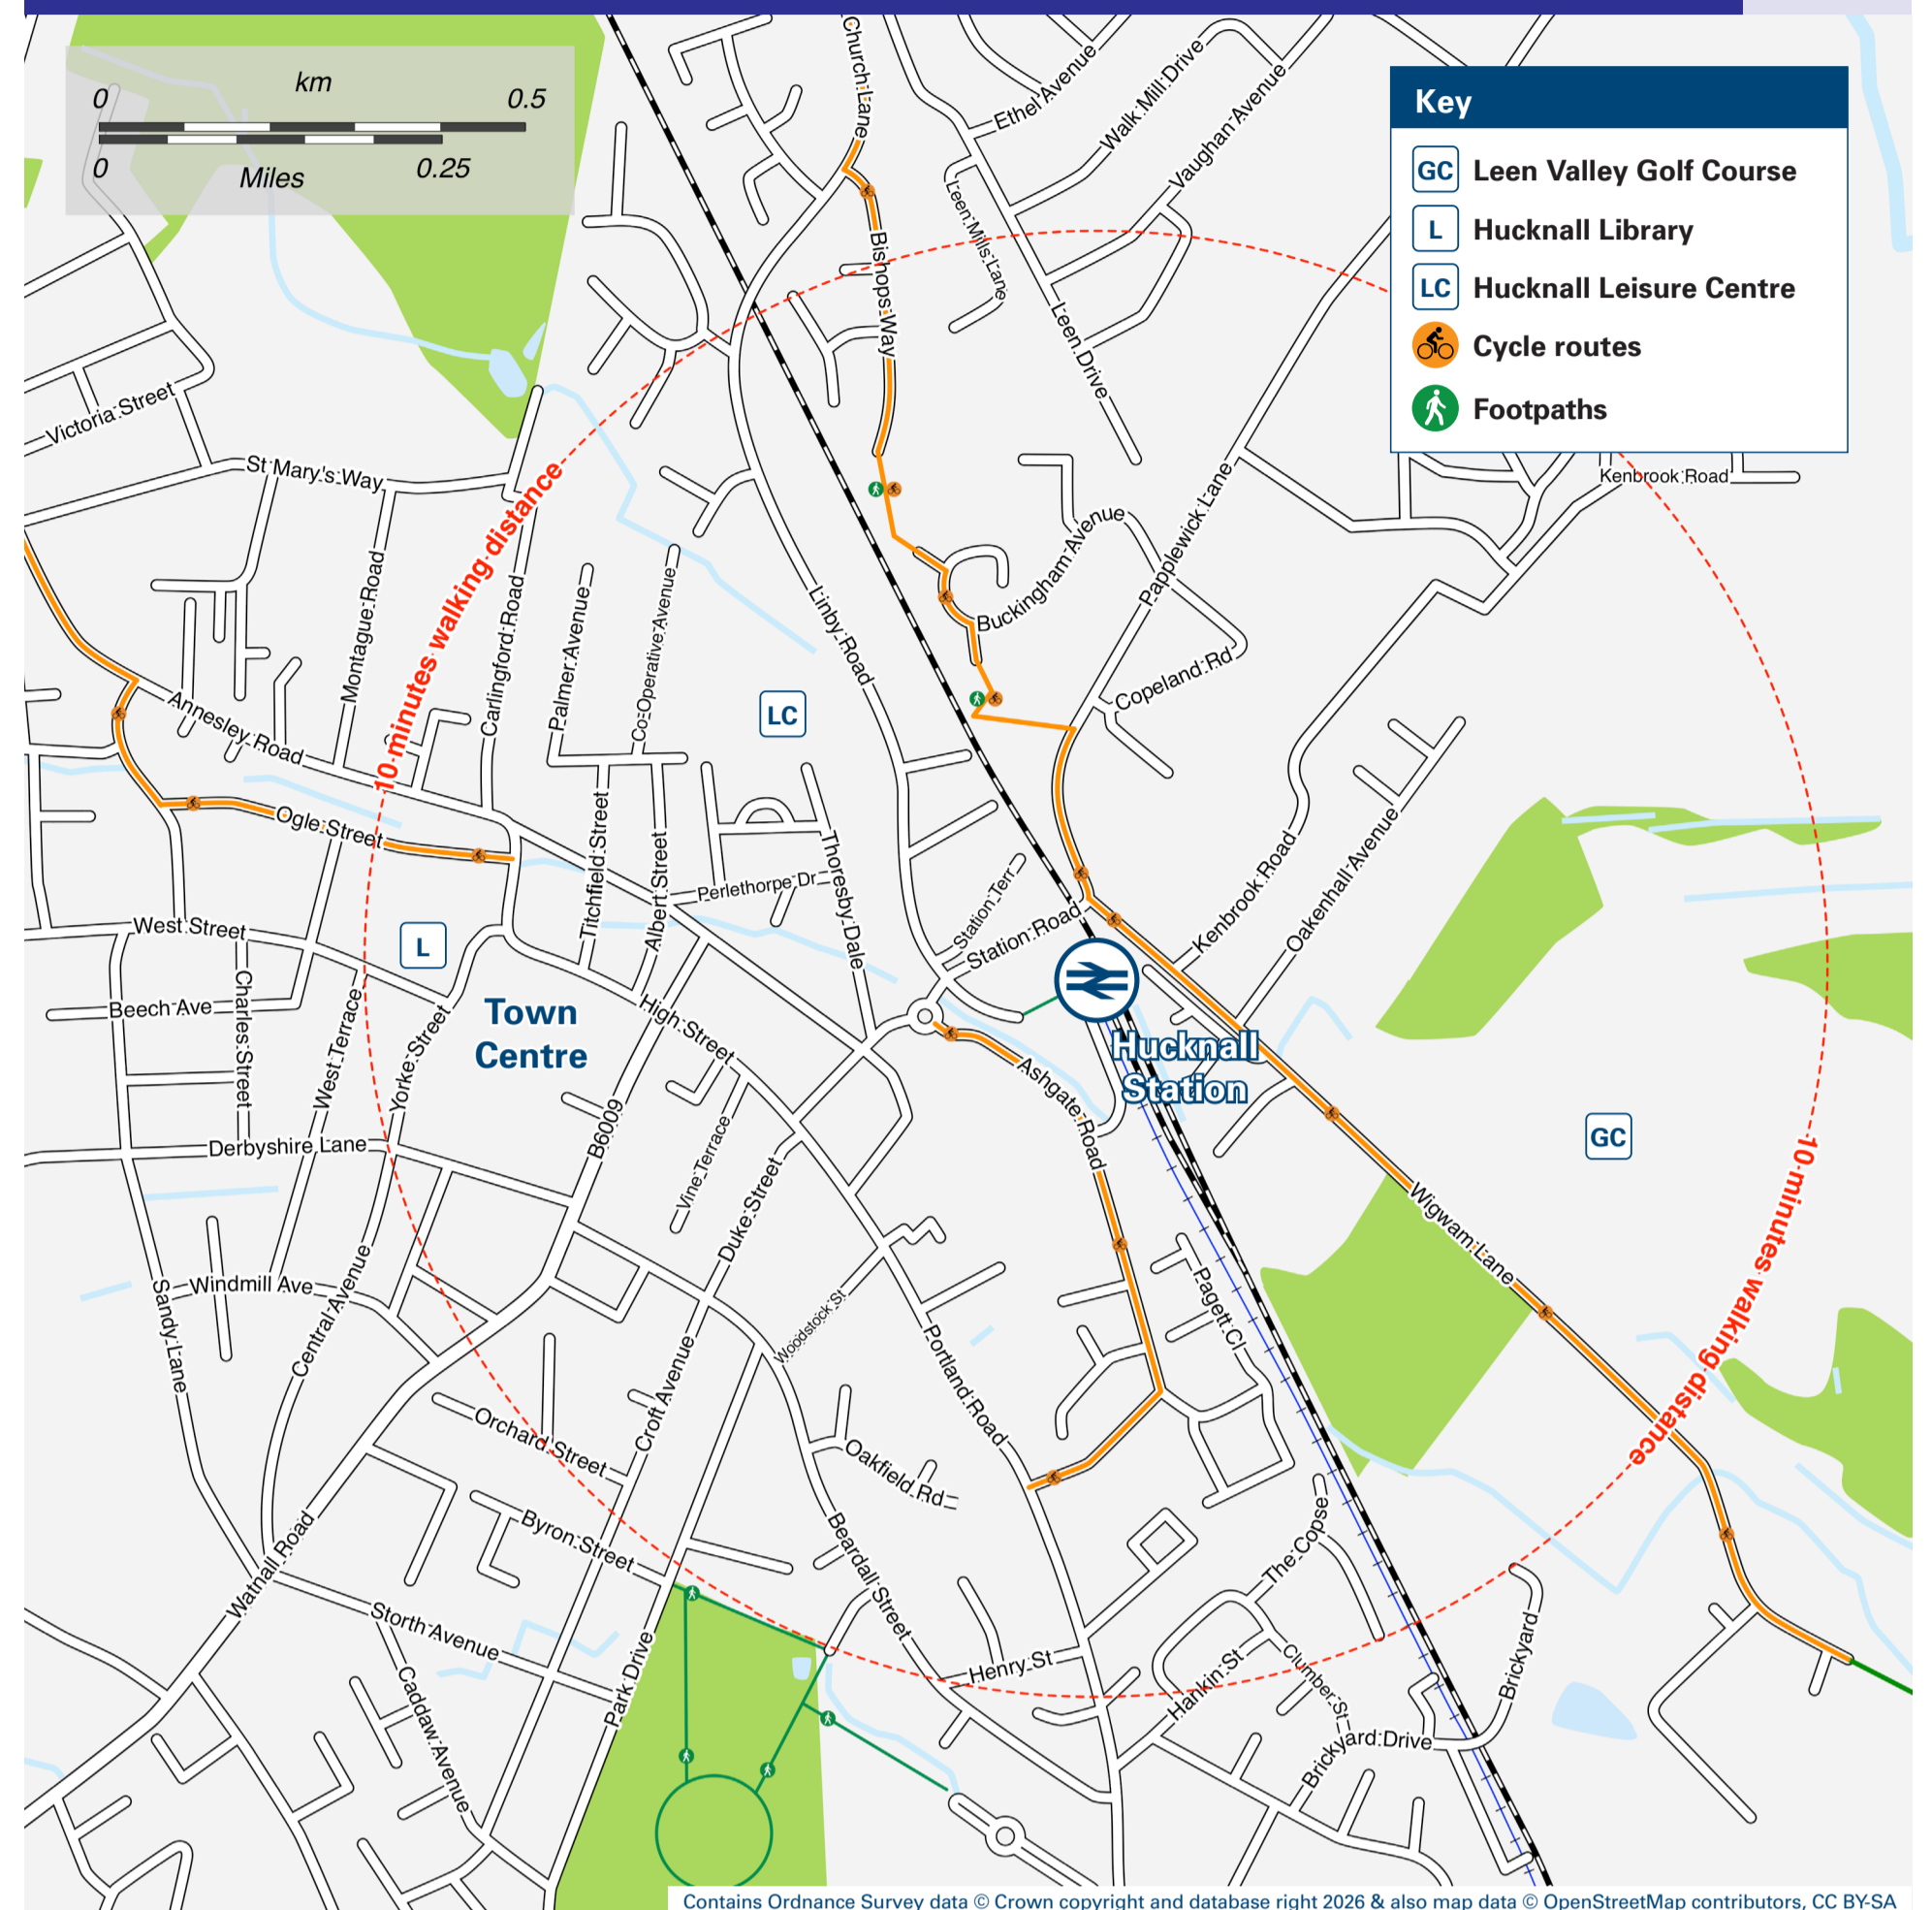 km
0
0.5
0
0.25
Miles
Key
GC
Leen Valley Golf Course
L
Hucknall Library
LC
Hucknall Leisure Centre
Cycle routes
Footpaths
Church Lane
Ethel Avenue
Walk Mill Drive
Vaughan Avenue
Leen Mills Lane
Bishops Way
Leen Drive
Victoria Street
St Mary's Way
10 minutes walking distance
Kenbrook Road
Papplewick Lane
Buckingham Avenue
Copeland Rd
Linby Road
Montague Road
Carlingford Road
Palmer Avenue
Co-Operative Avenue
Annesley Road
LC
Ogle Street
Titchfield Street
Albert Street
Perlethorpe Dr
Thoresby Dale
Station Terr
Station Road
Kenbrook Road
Oakenhall Avenue
West Street
L
Beech Ave
Charles Street
West Terrace
Yorke Street
Town
Centre
High Street
Hucknall
Station
Ashgate Road
B6009
Vine Terrace
Duke Street
Derbyshire Lane
GC
10 minutes walking distance
Wigwam Lane
Windmill Ave
Sandy Lane
Central Avenue
Woodstock St
Pagett Cl
Portland Road
Croft Avenue
Orchard Street
Oakfield Rd
Byron Street
Beardall Street
The Copse
Watnall Road
Storth Avenue
Caddaw Avenue
Park Drive
Henry St
Hankin St
Clumber St
Brickyard
Brickyard Drive
Contains Ordnance Survey data © Crown copyright and database right 2026 & also map data © OpenStreetMap contributors, CC BY-SA